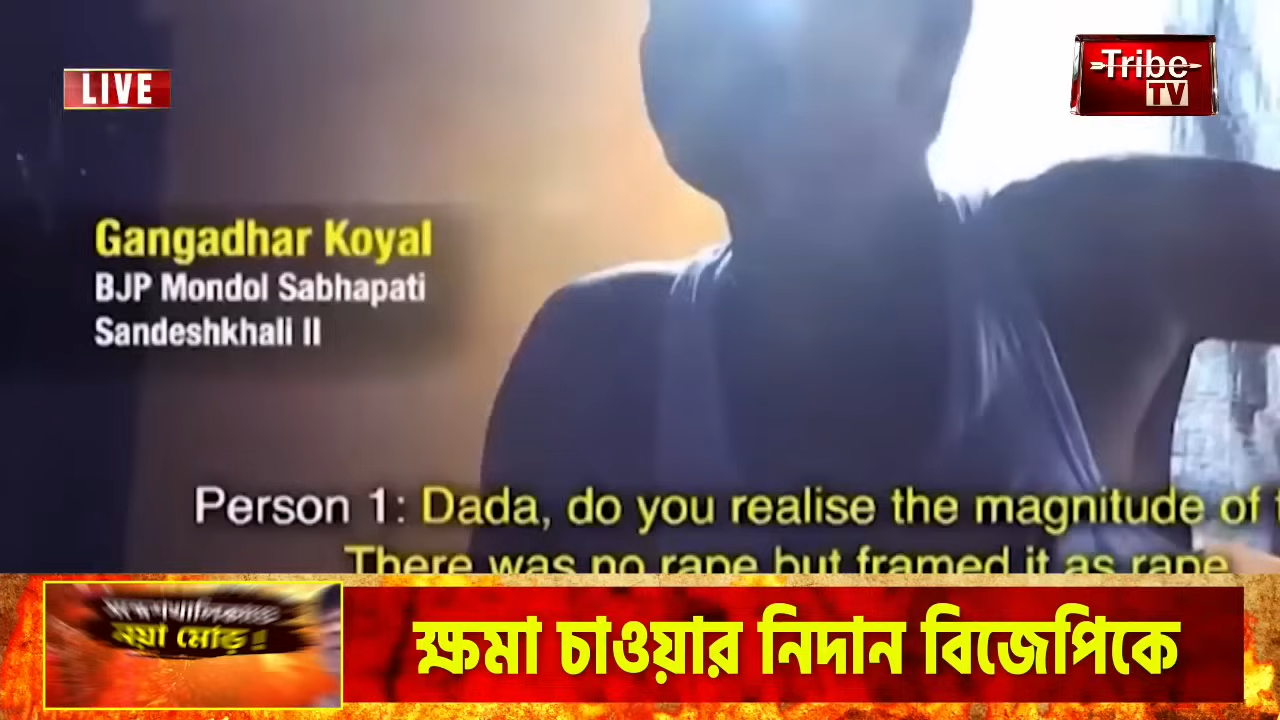 LIVE
Tribe
TV
Gangadhar Koyal
BJP Mondol Sabhapati
Sandeshkhali II
Person 1: Dada, do you realise the magnitude of
There was no rape but framed it as rape
নয়া মোড় !
ক্ষমা চাওয়ার নিদান বিজেপিকে